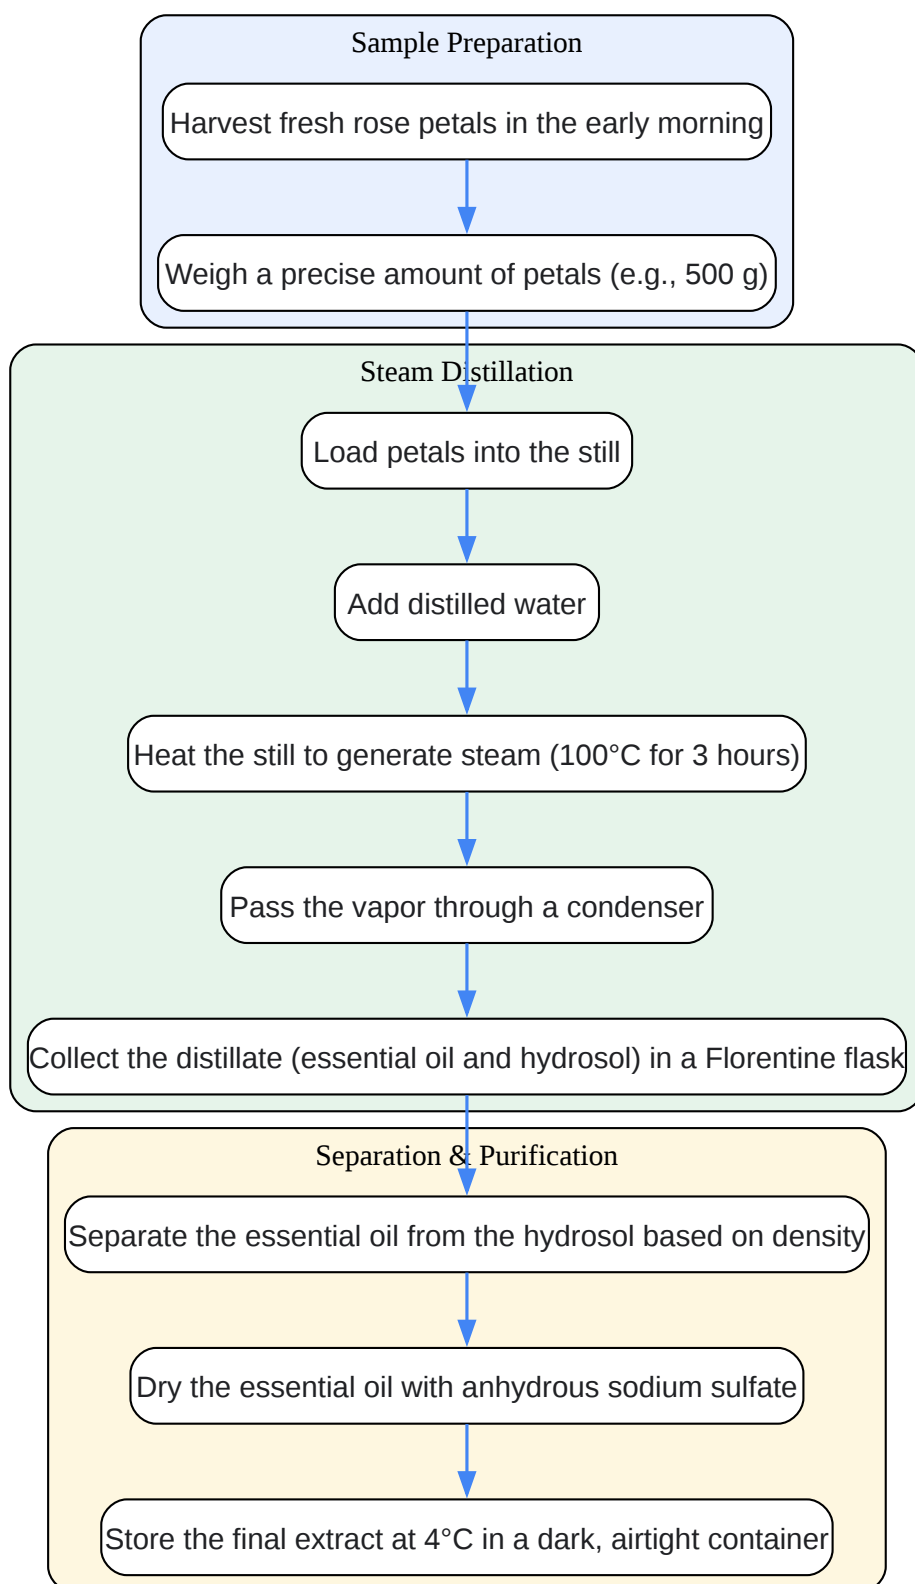 Sample Preparation
Harvest fresh rose petals in the early morning
Weigh a precise amount of petals (e.g., 500 g)
Steam Distillation
Load petals into the still
Add distilled water
Heat the still to generate steam (100°C for 3 hours)
Pass the vapor through a condenser
Collect the distillate (essential oil and hydrosol) in a Florentine flask
Separation & Purification
Separate the essential oil from the hydrosol based on density
Dry the essential oil with anhydrous sodium sulfate
Store the final extract at 4°C in a dark, airtight container